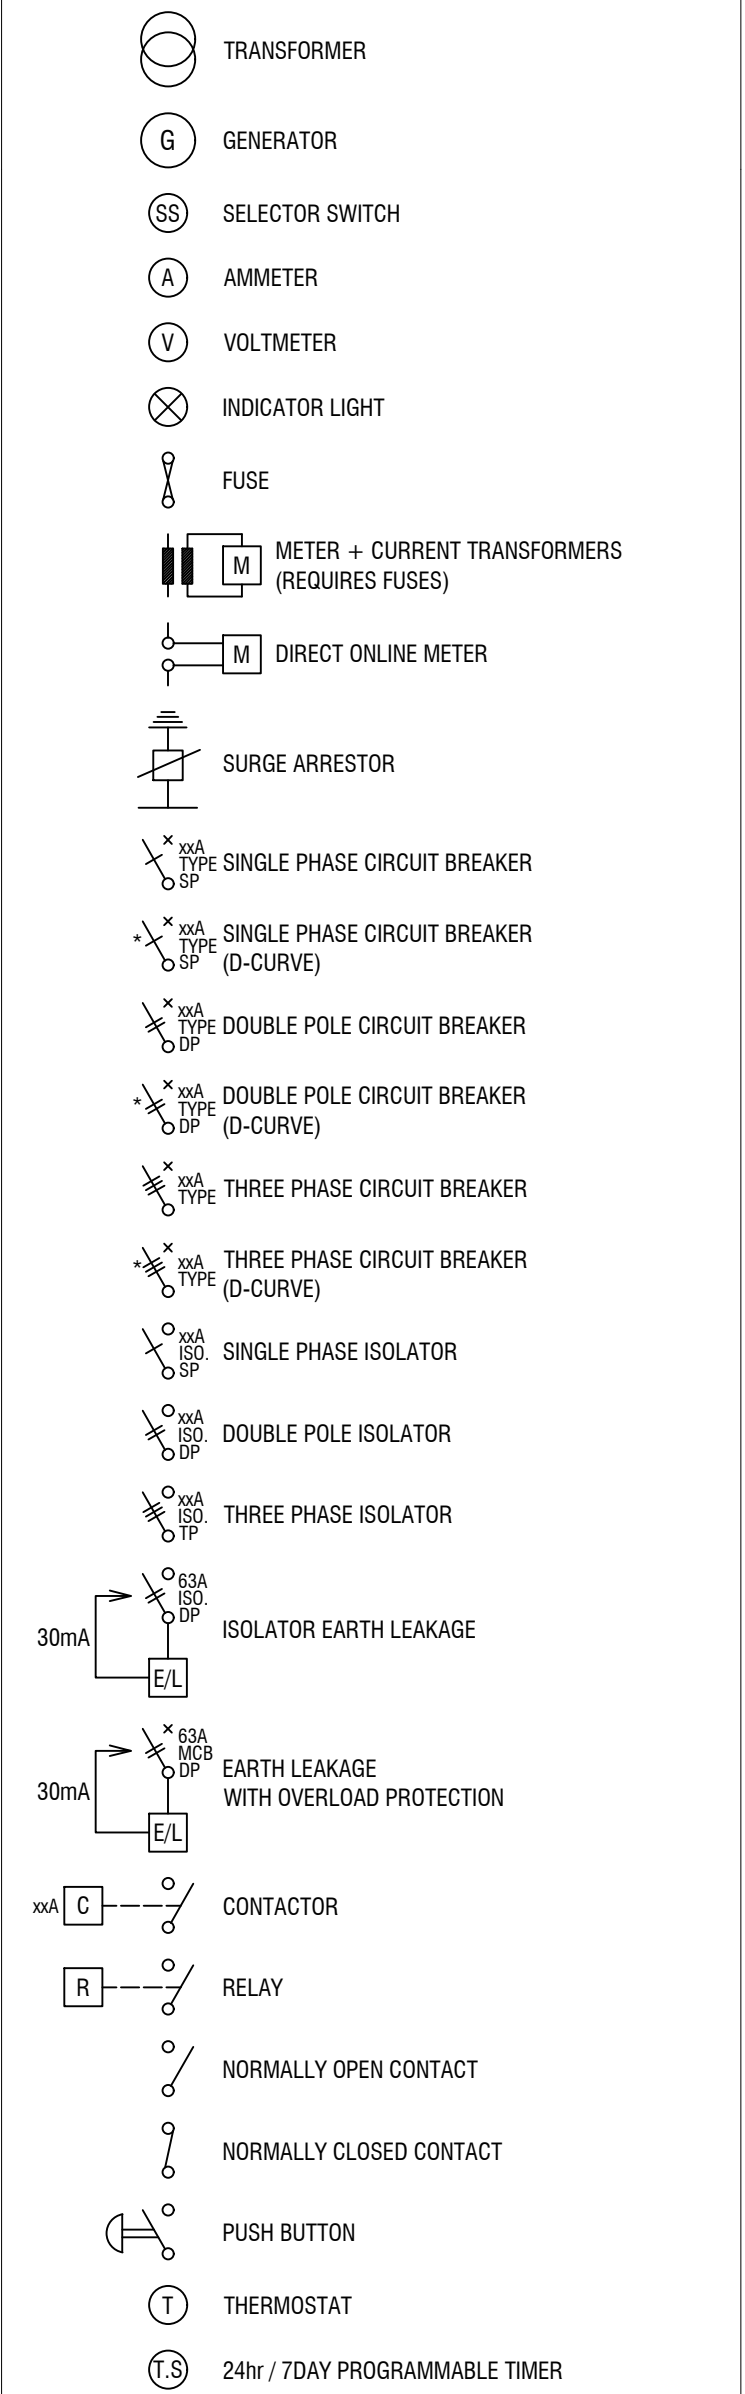 TRANSFORMER
G GENERATOR
SS SELECTOR SWITCH
A AMMETER
V VOLTMETER
INDICATOR LIGHT
FUSE
M METER + CURRENT TRANSFORMERS
(REQUIRES FUSES)
M DIRECT ONLINE METER
SURGE ARRESTOR
xxA
TYPE SINGLE PHASE CIRCUIT BREAKER
SP
xxA SINGLE PHASE CIRCUIT BREAKER
* TYPE
SP (D-CURVE)
xxA
TYPE DOUBLE POLE CIRCUIT BREAKER
DP
xxA DOUBLE POLE CIRCUIT BREAKER
* TYPE
DP (D-CURVE)
xxA THREE PHASE CIRCUIT BREAKER
TYPE
* xxA THREE PHASE CIRCUIT BREAKER
TYPE (D-CURVE)
xxA
ISO. SINGLE PHASE ISOLATOR
SP
xxA
ISO. DOUBLE POLE ISOLATOR
DP
xxA
ISO. THREE PHASE ISOLATOR
TP
63A
ISO.
DP
30mA ISOLATOR EARTH LEAKAGE
E/L
63A
MCB
DP EARTH LEAKAGE
30mA WITH OVERLOAD PROTECTION
E/L
xxA C CONTACTOR
R RELAY
NORMALLY OPEN CONTACT
NORMALLY CLOSED CONTACT
PUSH BUTTON
T THERMOSTAT
T.S 24hr / 7DAY PROGRAMMABLE TIMER